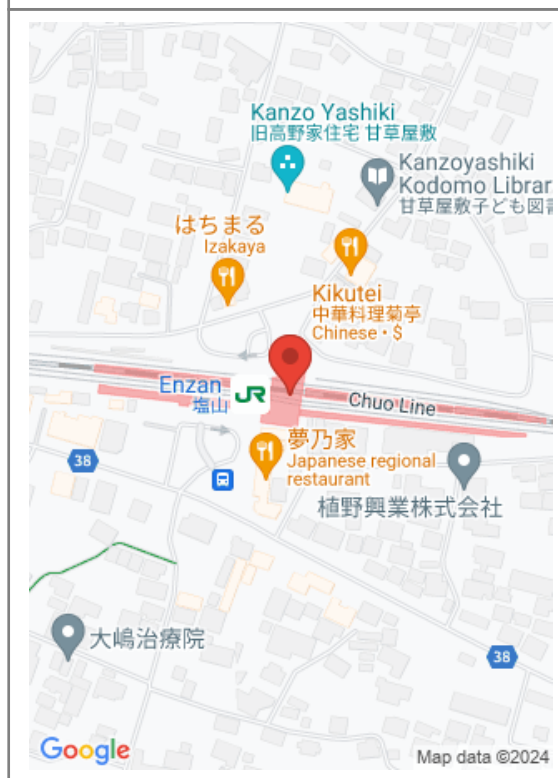 Kanzo Yashiki
旧高野家住宅 甘草屋敷
Kanzoyashiki
Kodomo Librar
甘草屋敷子ども図
はちまる
Izakaya
Kikutei
中華料理菊亭
Chinese・$
Enzan
塩山
JR
Chuo Line
夢乃家
Japanese regional
restaurant
38
植野興業株式会社
大嶋治療院
38
Google
Map data ©2024